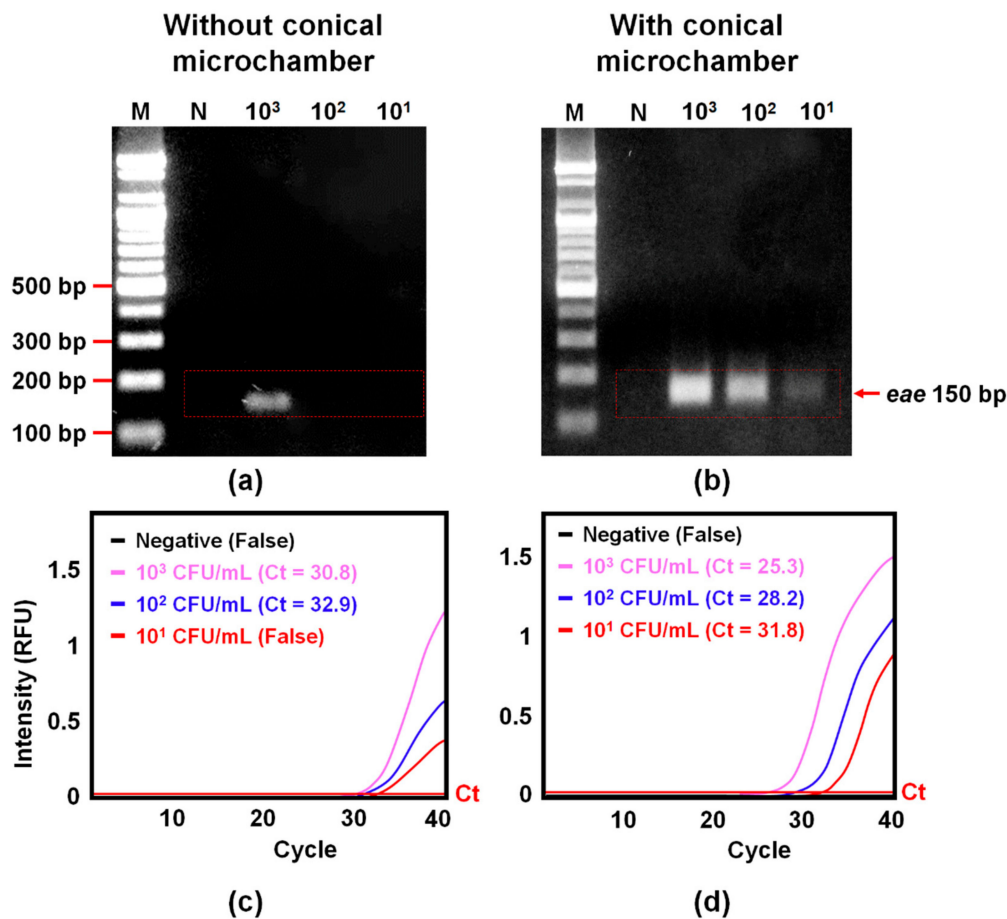 Without conical
microchamber
M N 10³ 10² 10¹
500 bp
300 bp
200 bp
100 bp
(a)
With conical
microchamber
M N 10³ 10² 10¹
eae 150 bp
(b)
Intensity (RFU)
1.5
1
0.5
0
Negative (False)
10³ CFU/mL (Ct = 30.8)
10² CFU/mL (Ct = 32.9)
10¹ CFU/mL (False)
Ct
10 20 30 40
Cycle
(c)
1.5
1
0.5
0
Negative (False)
10³ CFU/mL (Ct = 25.3)
10² CFU/mL (Ct = 28.2)
10¹ CFU/mL (Ct = 31.8)
Ct
10 20 30 40
Cycle
(d)